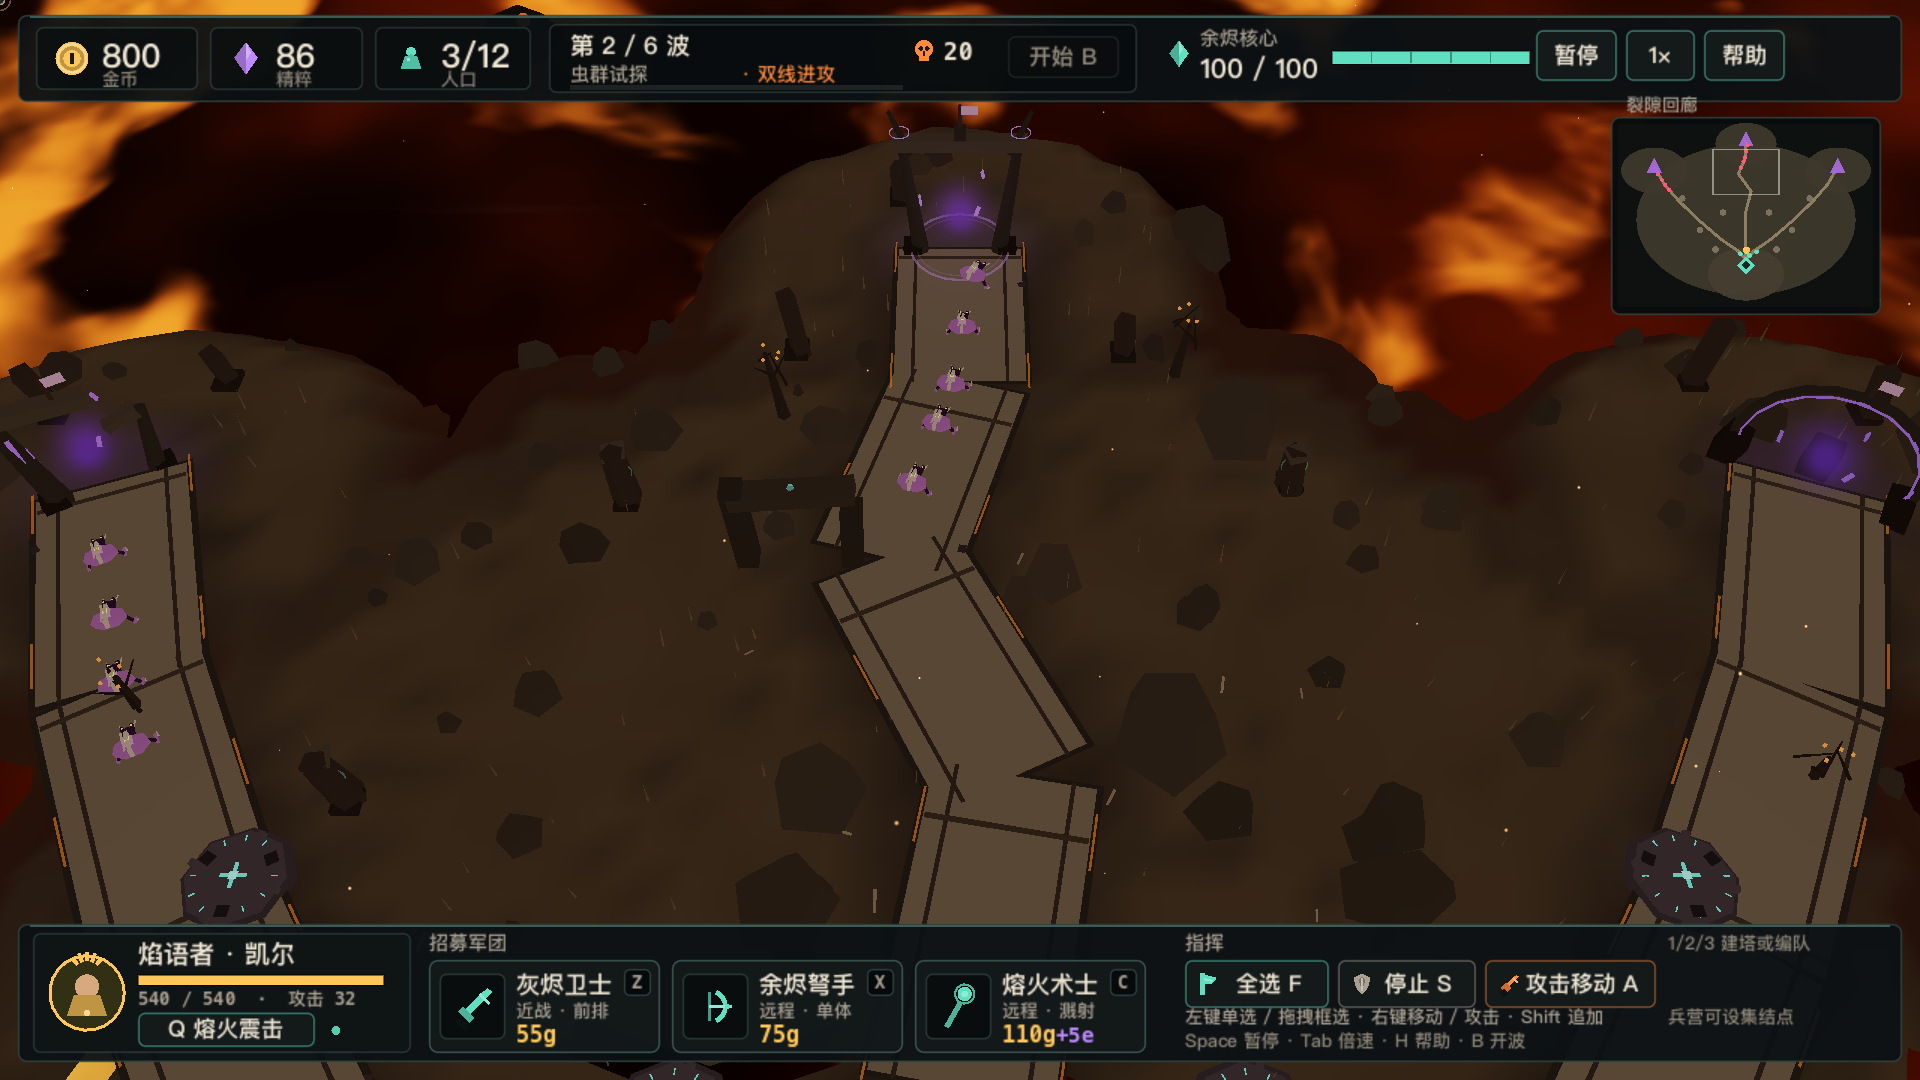 800
金币
86
精粹
3/12
人口
第 2 / 6 波
虫群试探
· 双线进攻
20
开始 B
余烬核心
100 / 100
暂停
1×
帮助
裂隙回廊
焰语者 · 凯尔
540 / 540 · 攻击 32
Q 熔火震击
招募军团
灰烬卫士 Z
近战 · 前排
55g
余烬弩手 X
远程 · 单体
75g
熔火术士 C
远程 · 溅射
110g+5e
指挥
全选 F
停止 S
攻击移动 A
左键单选 / 拖拽框选 · 右键移动 / 攻击 · Shift 追加
Space 暂停 · Tab 倍速 · H 帮助 · B 开波
1/2/3 建塔或编队
兵营可设集结点